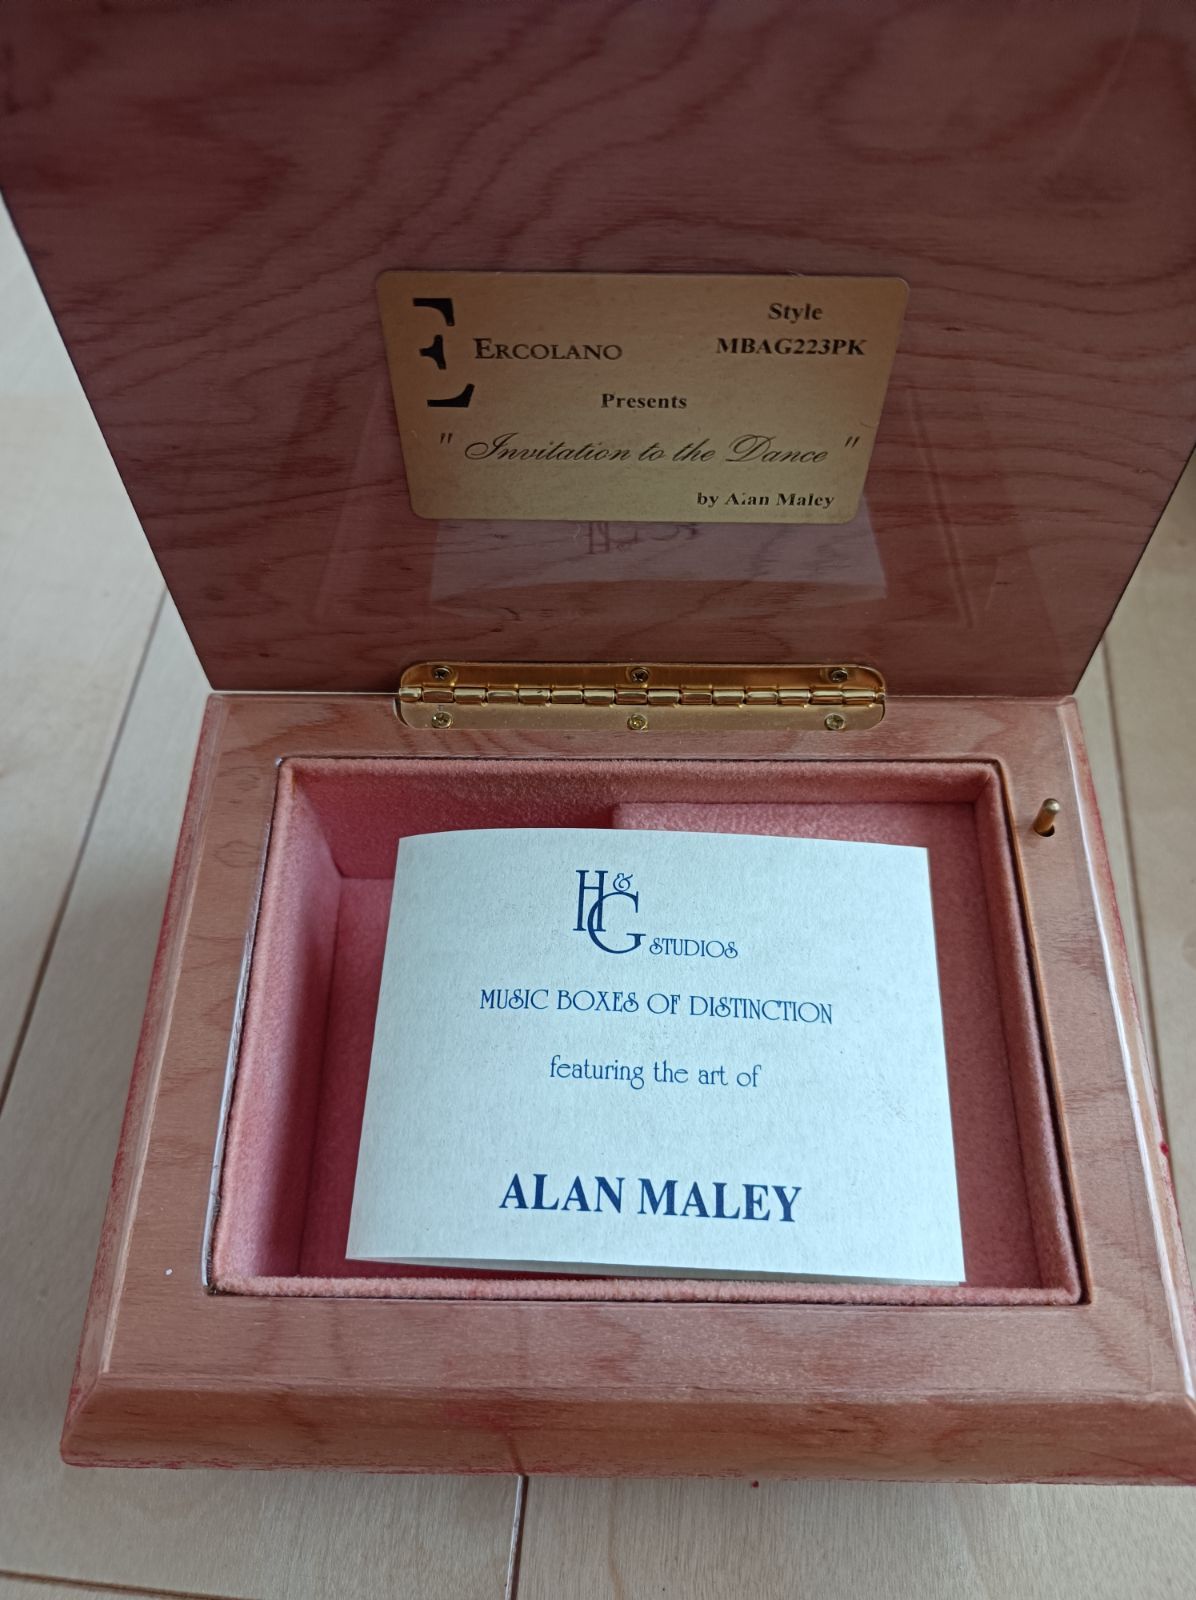 E ERCOLANO
Style
MBAG223PK
Presents
" Invitation to the Dance "
by Alan Maley
H&G STUDIOS
MUSIC BOXES OF DISTINCTION
featuring the art of
ALAN MALEY